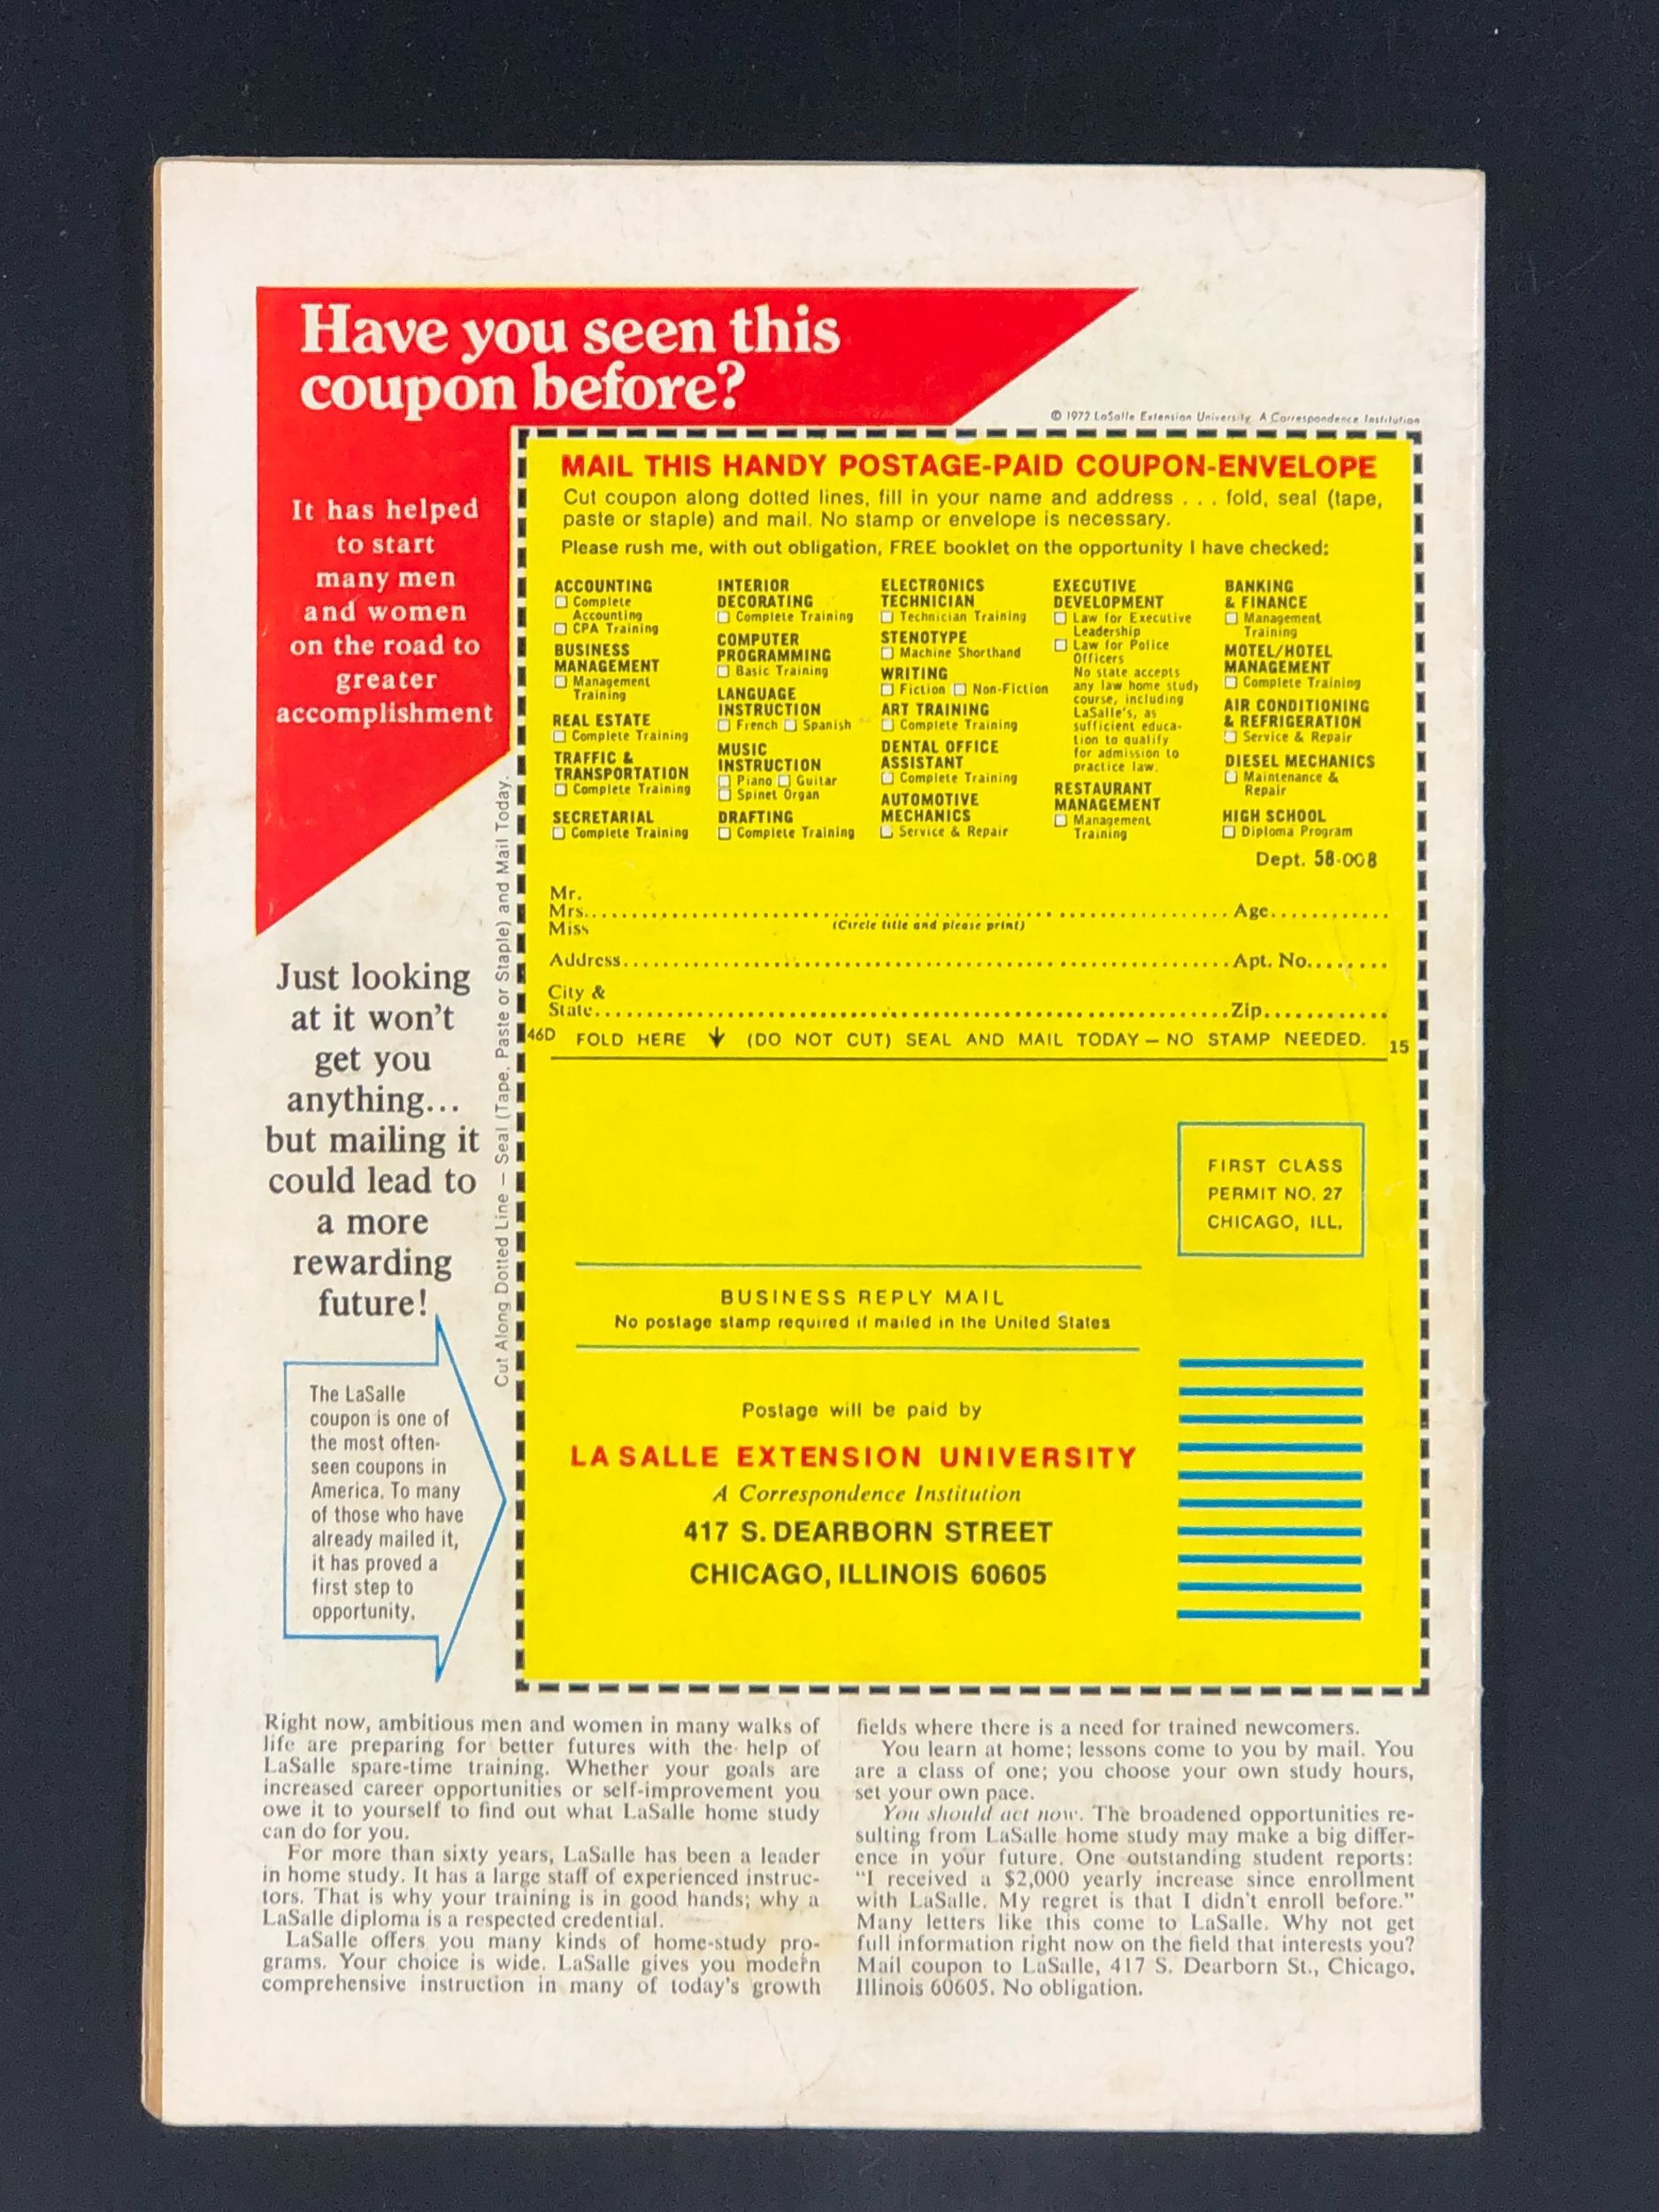 Have you seen this
coupon before?
© 1972 LaSalle Extension University. A Correspondence Institution
It has helped
to start
many men
and women
on the road to
greater
accomplishment
Just looking
at it won't
get you
anything...
but mailing it
could lead to
a more
rewarding
future!
The LaSalle
coupon is one of
the most often-
seen coupons in
America. To many
of those who have
already mailed it,
it has proved a
first step to
opportunity.
Cut Along Dotted Line – Seal (Tape, Paste or Staple) and Mail Today.
MAIL THIS HANDY POSTAGE-PAID COUPON-ENVELOPE
Cut coupon along dotted lines, fill in your name and address . . . fold, seal (tape,
paste or staple) and mail. No stamp or envelope is necessary.
Please rush me, with out obligation, FREE booklet on the opportunity I have checked:
ACCOUNTING
☐ Complete
Accounting
☐ CPA Training
BUSINESS
MANAGEMENT
☐ Management
Training
REAL ESTATE
☐ Complete Training
TRAFFIC &
TRANSPORTATION
☐ Complete Training
SECRETARIAL
☐ Complete Training
INTERIOR
DECORATING
☐ Complete Training
COMPUTER
PROGRAMMING
☐ Basic Training
LANGUAGE
INSTRUCTION
☐ French ☐ Spanish
MUSIC
INSTRUCTION
☐ Piano ☐ Guitar
☐ Spinet Organ
DRAFTING
☐ Complete Training
ELECTRONICS
TECHNICIAN
☐ Technician Training
STENOTYPE
☐ Machine Shorthand
WRITING
☐ Fiction ☐ Non-Fiction
ART TRAINING
☐ Complete Training
DENTAL OFFICE
ASSISTANT
☐ Complete Training
AUTOMOTIVE
MECHANICS
☐ Service & Repair
EXECUTIVE
DEVELOPMENT
☐ Law for Executive
Leadership
☐ Law for Police
Officers
No state accepts
any law home study
course, including
LaSalle's, as
sufficient educa-
tion to qualify
for admission to
practice law.
RESTAURANT
MANAGEMENT
☐ Management
Training
BANKING
& FINANCE
☐ Management
Training
MOTEL/HOTEL
MANAGEMENT
☐ Complete Training
AIR CONDITIONING
& REFRIGERATION
☐ Service & Repair
DIESEL MECHANICS
☐ Maintenance &
Repair
HIGH SCHOOL
☐ Diploma Program
Dept. 58-008
Mr.
Mrs. Age
Miss (Circle title and please print)
Address Apt. No.
City &
State Zip
46D FOLD HERE ↓ (DO NOT CUT) SEAL AND MAIL TODAY – NO STAMP NEEDED. 15
FIRST CLASS
PERMIT NO. 27
CHICAGO, ILL.
BUSINESS REPLY MAIL
No postage stamp required if mailed in the United States
Postage will be paid by
LA SALLE EXTENSION UNIVERSITY
A Correspondence Institution
417 S. DEARBORN STREET
CHICAGO, ILLINOIS 60605
Right now, ambitious men and women in many walks of
life are preparing for better futures with the help of
LaSalle spare-time training. Whether your goals are
increased career opportunities or self-improvement you
owe it to yourself to find out what LaSalle home study
can do for you.
For more than sixty years, LaSalle has been a leader
in home study. It has a large staff of experienced instruc-
tors. That is why your training is in good hands; why a
LaSalle diploma is a respected credential.
LaSalle offers you many kinds of home-study pro-
grams. Your choice is wide. LaSalle gives you modern
comprehensive instruction in many of today's growth
fields where there is a need for trained newcomers.
You learn at home; lessons come to you by mail. You
are a class of one; you choose your own study hours,
set your own pace.
You should act now. The broadened opportunities re-
sulting from LaSalle home study may make a big differ-
ence in your future. One outstanding student reports:
"I received a $2,000 yearly increase since enrollment
with LaSalle. My regret is that I didn't enroll before."
Many letters like this come to LaSalle. Why not get
full information right now on the field that interests you?
Mail coupon to LaSalle, 417 S. Dearborn St., Chicago,
Illinois 60605. No obligation.